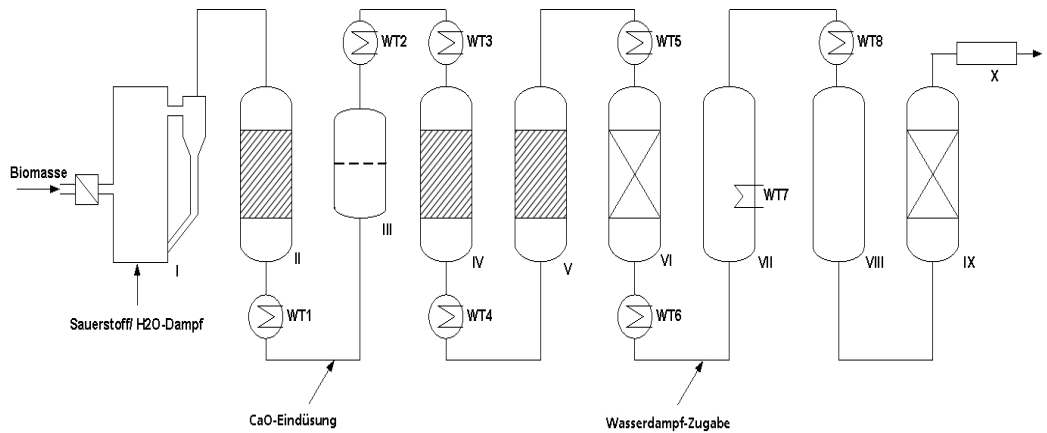 WT2
WT3
WT5
WT8
X
Biomasse
WT7
I
II
III
IV
V
VI
VII
VIII
IX
Sauerstoff/ H2O-Dampf
WT1
WT4
WT6
CaO-Eindüsung
Wasserdampf-Zugabe